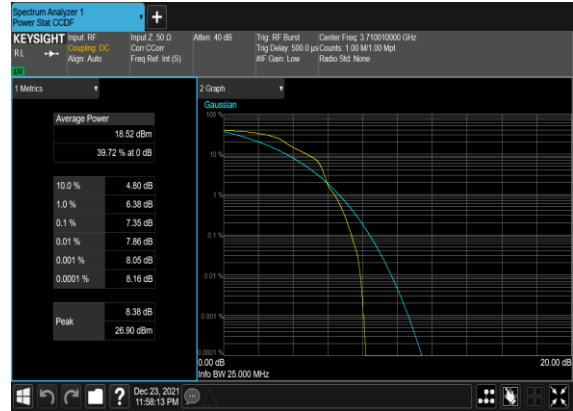 Spectrum Analyzer 1
Power Stat CCDF
KEYSIGHT
RL
LXI
Input: RF
Coupling: DC
Align: Auto
Input Z: 50 Ω
Corr CCorr
Freq Ref: Int (S)
Atten: 40 dB
Trig: RF Burst
Trig Delay: 500.0 µs
#IF Gain: Low
Center Freq: 3.710010000 GHz
Counts: 1.00 M/1.00 Mpt
Radio Std: None
1 Metrics
Average Power
18.52 dBm
39.72 % at 0 dB
10.0 % 4.80 dB
1.0 % 6.38 dB
0.1 % 7.35 dB
0.01 % 7.86 dB
0.001 % 8.05 dB
0.0001 % 8.16 dB
Peak
8.38 dB
26.90 dBm
2 Graph
Gaussian
100 %
10 %
1 %
0.1 %
0.01 %
0.001 %
0.0001 %
0.00 dB 20.00 dB
Info BW 25.000 MHz
?
Dec 23, 2021
11:58:13 PM